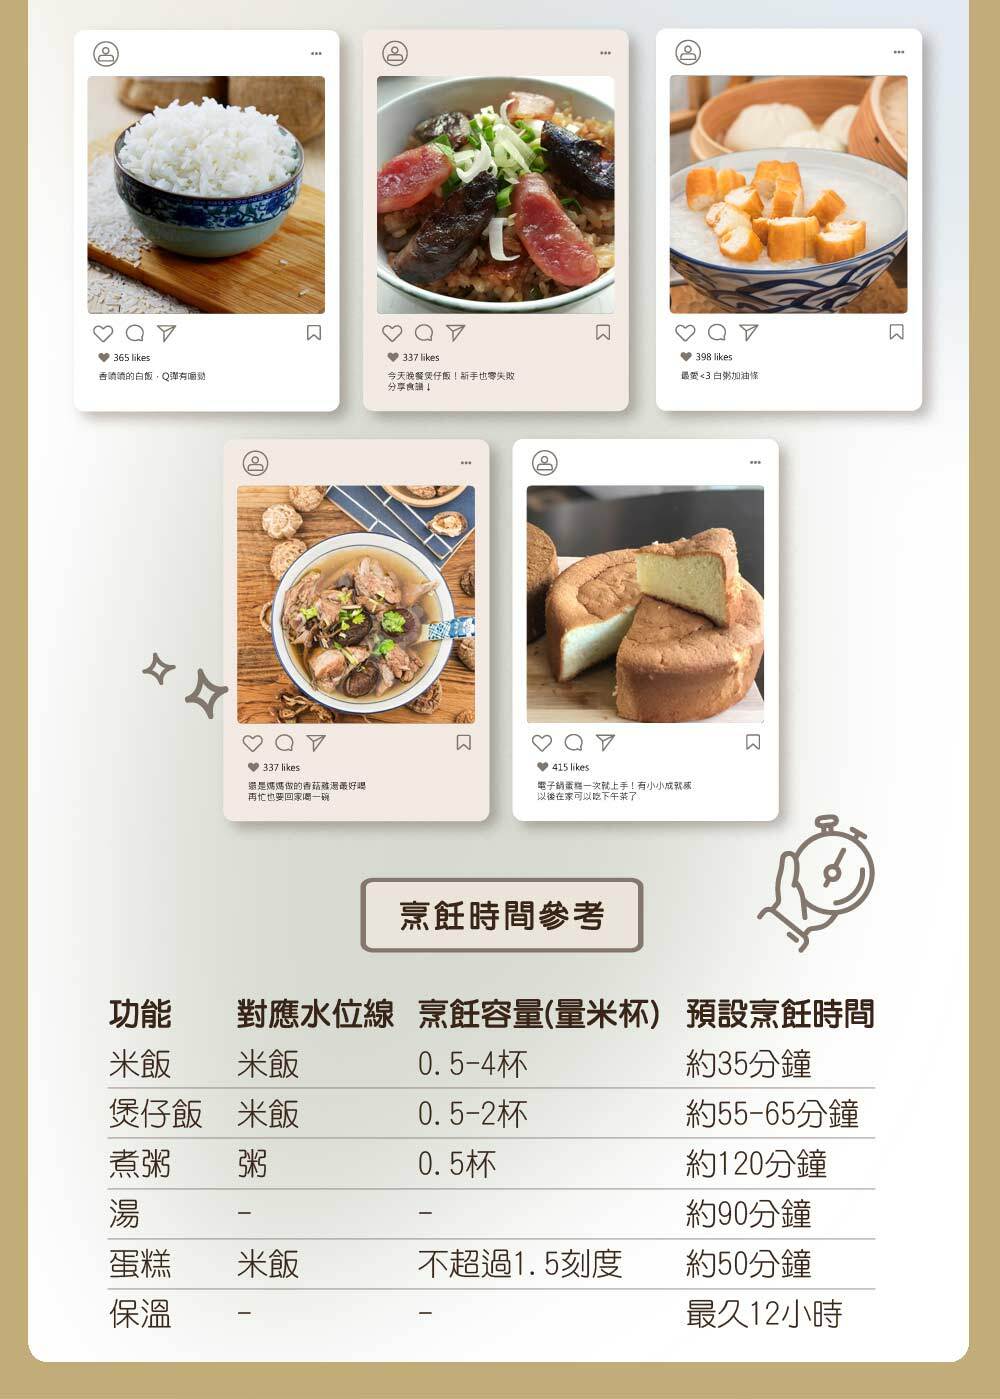 365 likes
香噴噴的白飯，Q彈有嚼勁
337 likes
今天晚餐煲仔飯！新手也零失敗
分享食譜↓
398 likes
最愛<3 白粥加油條
337 likes
還是媽媽做的香菇雞湯最好喝
再忙也要回家喝一碗
415 likes
電子鍋蛋糕一次就上手！有小小成就感
以後在家可以吃下午茶了
烹飪時間參考
功能 對應水位線 烹飪容量(量米杯) 預設烹飪時間
米飯 米飯 0.5-4杯 約35分鐘
煲仔飯 米飯 0.5-2杯 約55-65分鐘
煮粥 粥 0.5杯 約120分鐘
湯 - - 約90分鐘
蛋糕 米飯 不超過1.5刻度 約50分鐘
保溫 - - 最久12小時